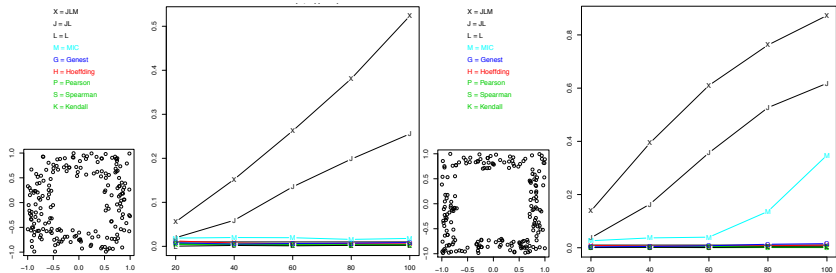 X = JLM
J = JL
L = L
M = MIC
G = Genest
H = Hoeffding
P = Pearson
S = Spearman
K = Kendall
1.0
0.5
0.0
-0.5
-1.0
-1.0 -0.5 0.0 0.5 1.0
0.5
0.4
0.3
0.2
0.1
0.0
20 40 60 80 100
X X X X X
J J J J
M M M M M
X = JLM
J = JL
L = L
M = MIC
G = Genest
H = Hoeffding
P = Pearson
S = Spearman
K = Kendall
1.0
0.5
0.0
-0.5
-1.0
-1.0 -0.5 0.0 0.5 1.0
0.8
0.6
0.4
0.2
0.0
20 40 60 80 100
X X X X X
J J J J J
M M M M M